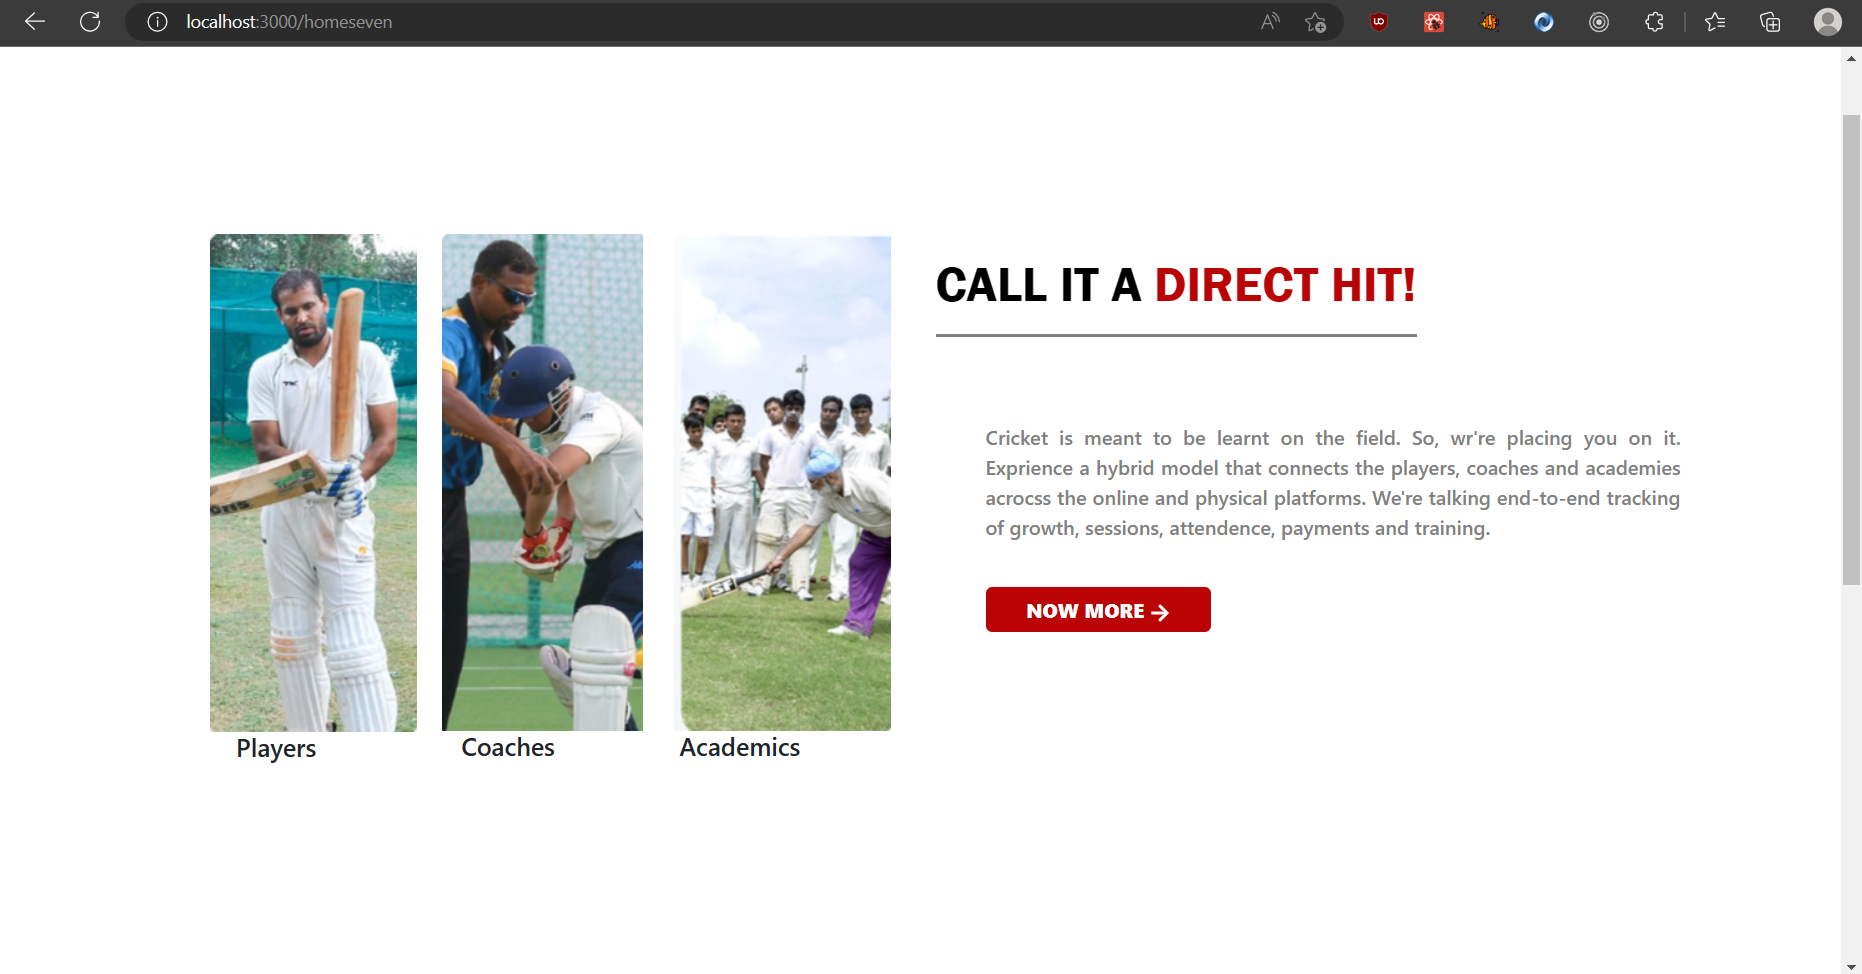 localhost:3000/homeseven
CALL IT A DIRECT HIT!
Cricket is meant to be learnt on the field. So, wr're placing you on it.
Exprience a hybrid model that connects the players, coaches and academies
acrocss the online and physical platforms. We're talking end-to-end tracking
of growth, sessions, attendence, payments and training.
NOW MORE →
SF
Players
Coaches
Academics